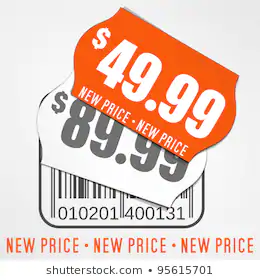 $49.99
NEW PRICE • NEW PRICE
$89.99
010201 400131
NEW PRICE • NEW PRICE • NEW PRICE
www.shutterstock.com · 95615701